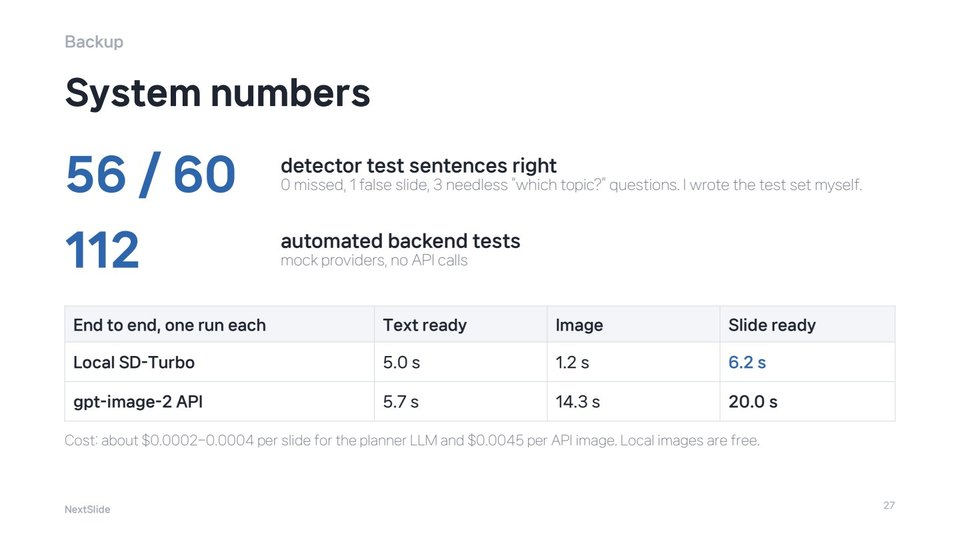 Backup
System numbers
56 / 60
detector test sentences right
0 missed, 1 false slide, 3 needless "which topic?" questions. I wrote the test set myself.
112
automated backend tests
mock providers, no API calls
End to end, one run each Text ready Image Slide ready
Local SD-Turbo 5.0 s 1.2 s 6.2 s
gpt-image-2 API 5.7 s 14.3 s 20.0 s
Cost: about $0.0002–0.0004 per slide for the planner LLM and $0.0045 per API image. Local images are free.
NextSlide
27